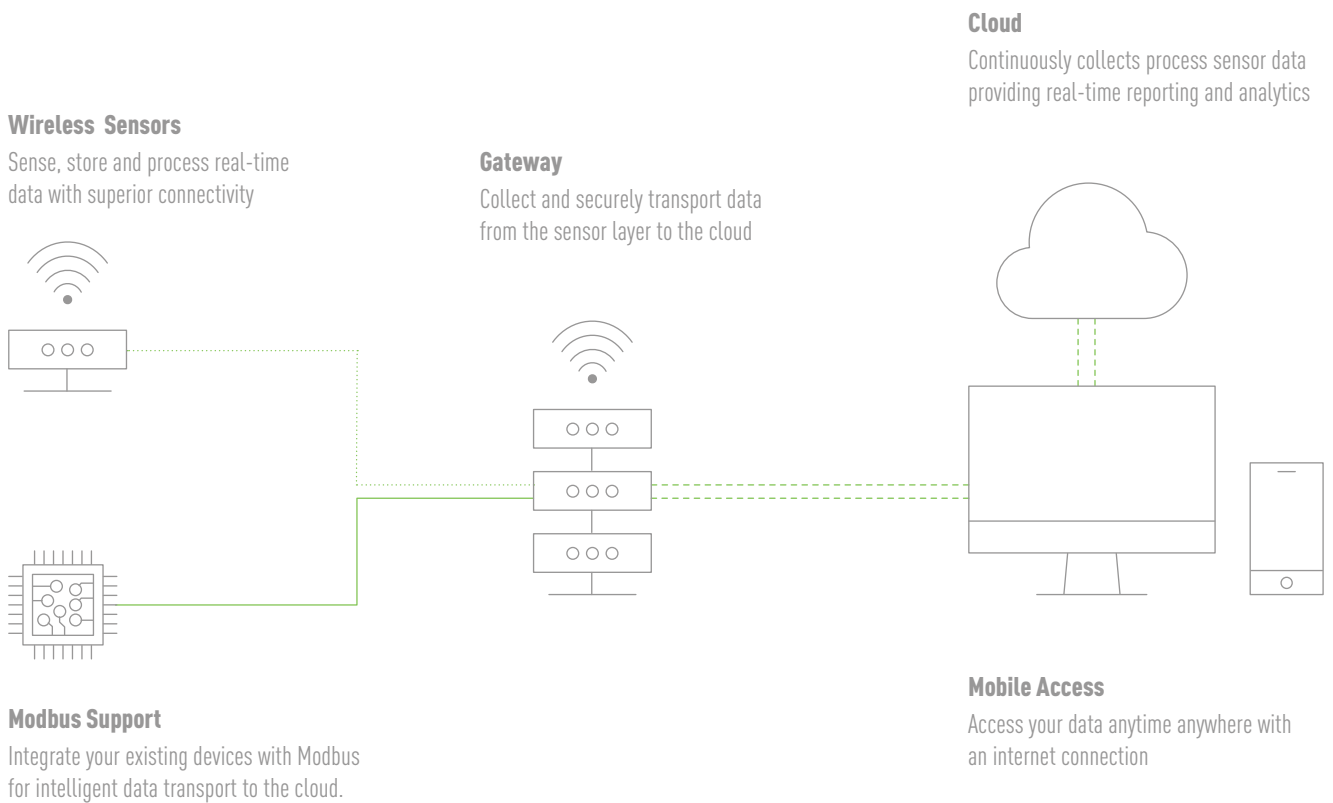 Cloud
Continuously collects process sensor data
providing real-time reporting and analytics
Wireless Sensors
Sense, store and process real-time
data with superior connectivity
Gateway
Collect and securely transport data
from the sensor layer to the cloud
Modbus Support
Integrate your existing devices with Modbus
for intelligent data transport to the cloud.
Mobile Access
Access your data anytime anywhere with
an internet connection